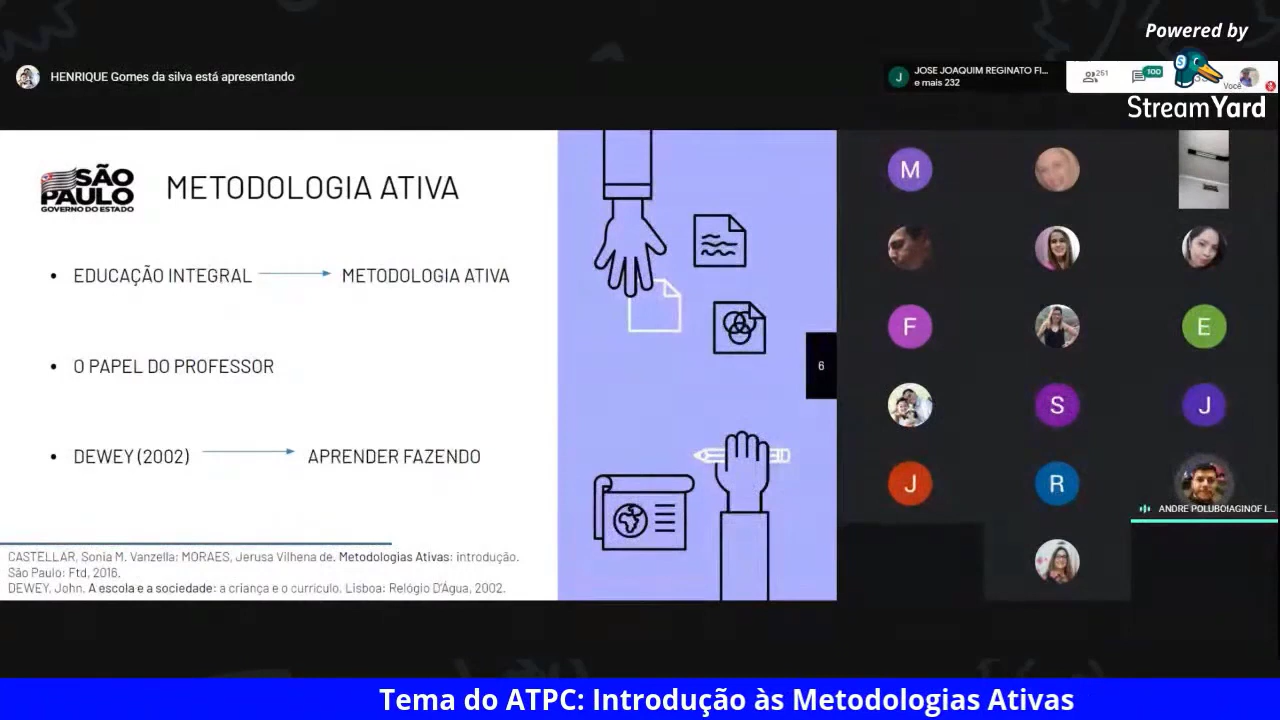 Powered by
StreamYard
HENRIQUE Gomes da silva está apresentando
J
JOSE JOAQUIM REGINATO FI...
e mais 232
251
100
Você
SÃO
PAULO
GOVERNO DO ESTADO
METODOLOGIA ATIVA
• EDUCAÇÃO INTEGRAL METODOLOGIA ATIVA
• O PAPEL DO PROFESSOR
• DEWEY (2002) APRENDER FAZENDO
CASTELLAR, Sonia M. Vanzella; MORAES, Jerusa Vilhena de. Metodologias Ativas: introdução.
São Paulo: Ftd, 2016.
DEWEY, John. A escola e a sociedade: a criança e o currículo. Lisboa: Relógio D'Água, 2002.
6
M
F
E
S
J
J
R
ANDRE POLUBOIAGINOF L...
Tema do ATPC: Introdução às Metodologias Ativas